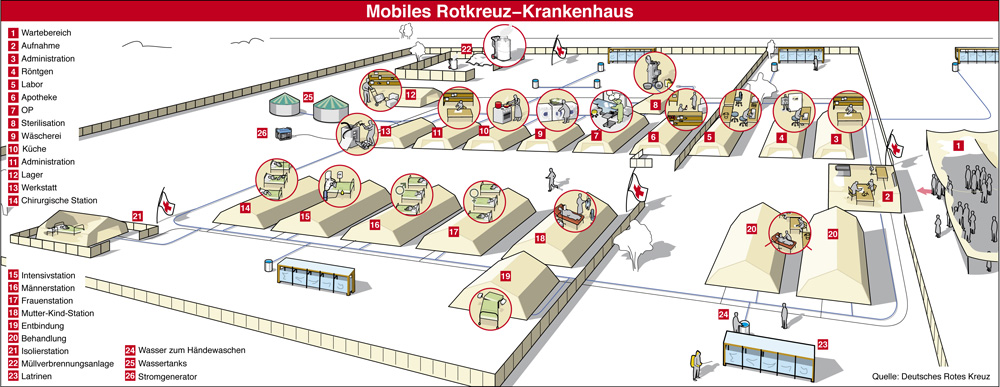 Mobiles Rotkreuz-Krankenhaus
1 Wartebereich
2 Aufnahme
3 Administration
4 Röntgen
5 Labor
6 Apotheke
7 OP
8 Sterilisation
9 Wäscherei
10 Küche
11 Administration
12 Lager
13 Werkstatt
14 Chirurgische Station
15 Intensivstation
16 Männerstation
17 Frauenstation
18 Mutter-Kind-Station
19 Entbindung
20 Behandlung
21 Isolierstation
22 Müllverbrennungsanlage
23 Latrinen
24 Wasser zum Händewaschen
25 Wassertanks
26 Stromgenerator
22
25
26
12
13
11
10
9
7
8
6
5
4
3
1
2
14
15
16
17
18
19
20
20
21
24
23
Quelle: Deutsches Rotes Kreuz